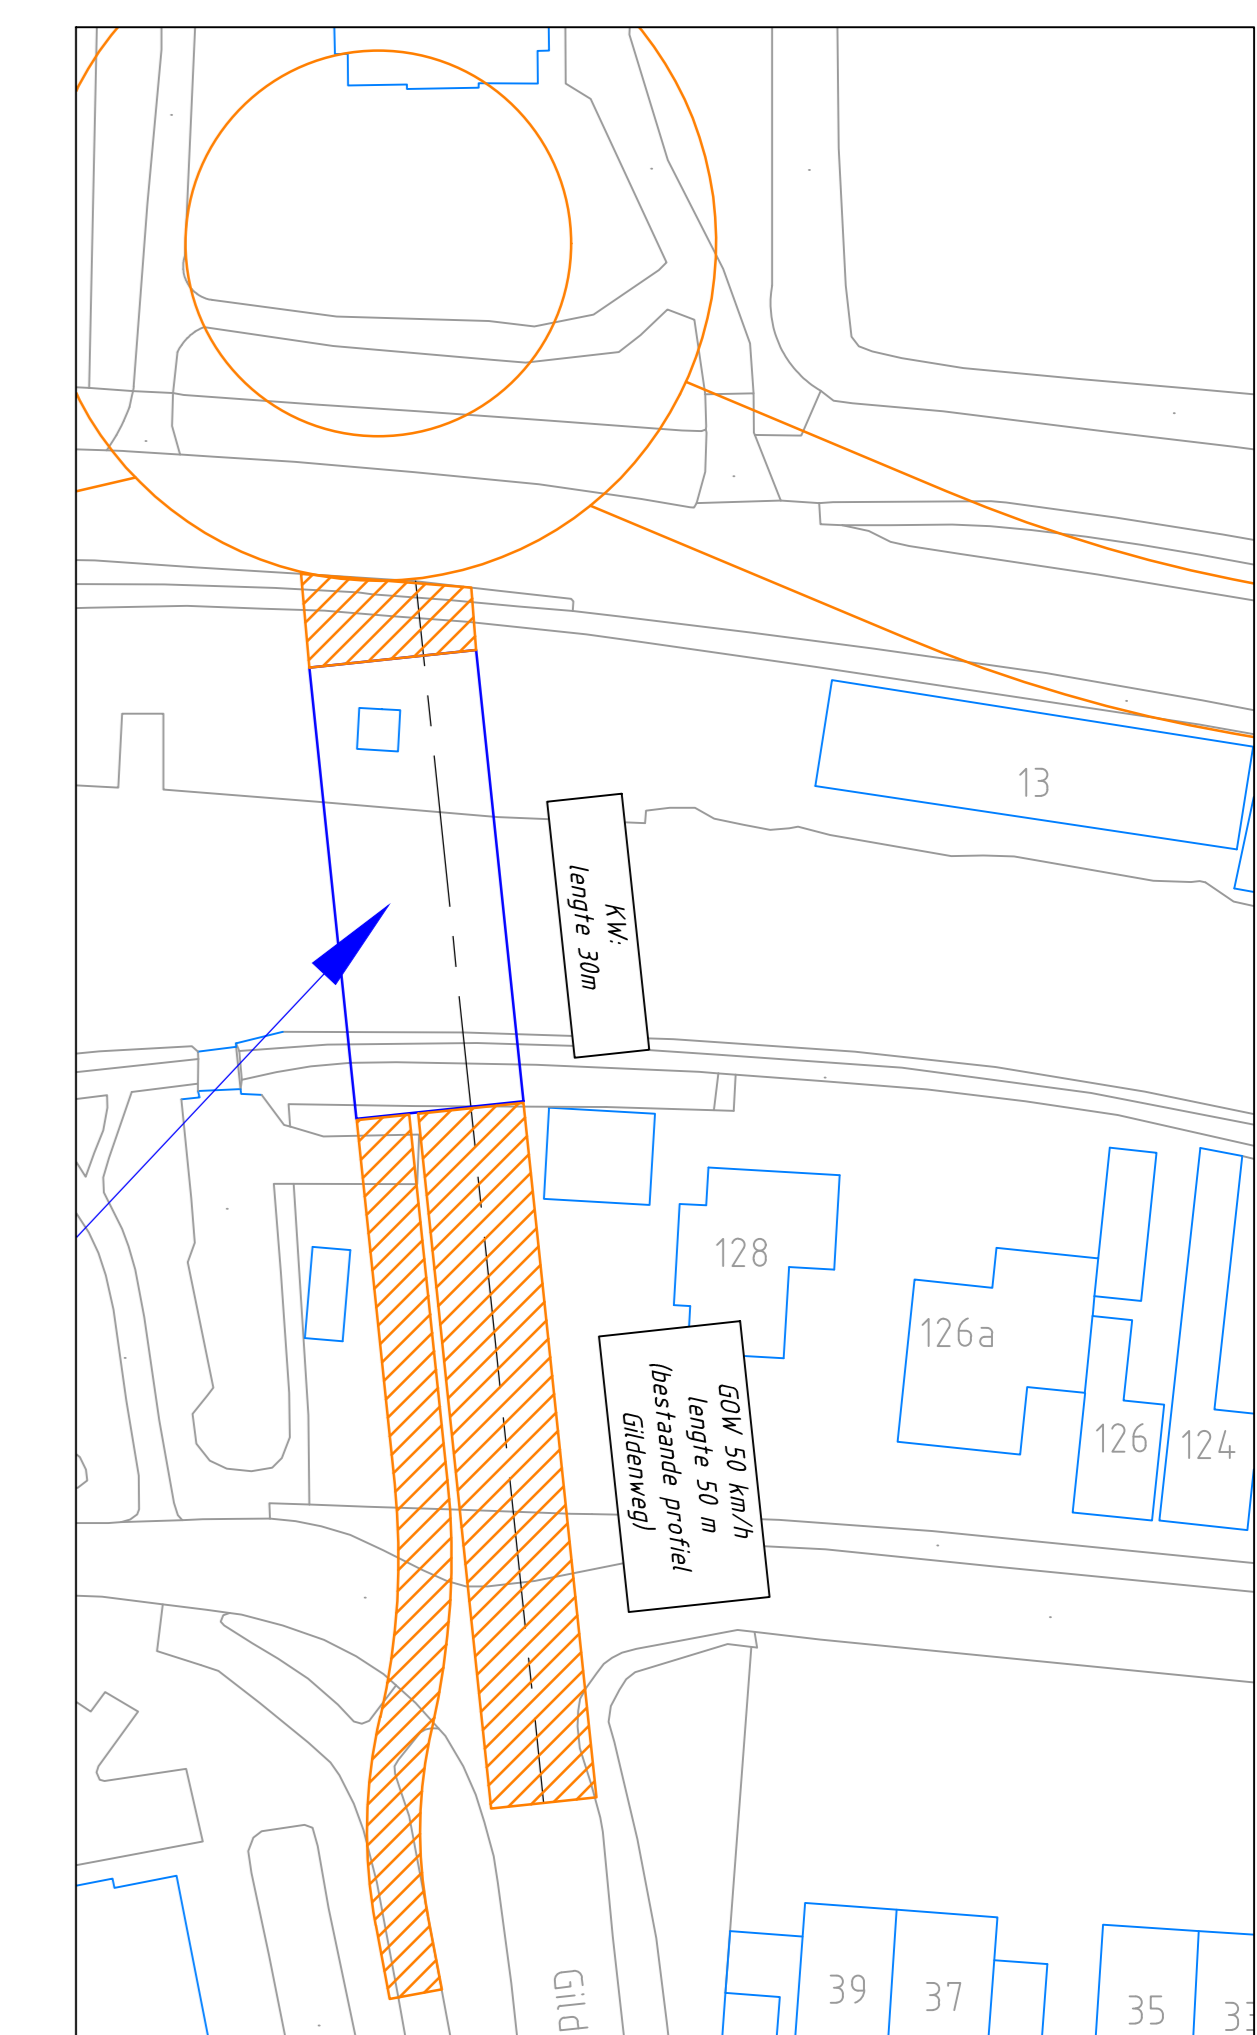 13
KW:
lengte 30m
128
126a
126
124
GOW 50 km/h
lengte 50 m
(bestaande profiel
Gildenweg)
39
37
35
33
Gild